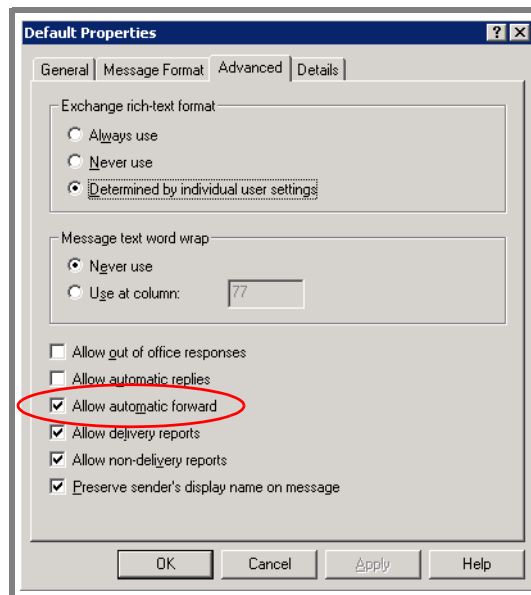 Default Properties
General Message Format Advanced Details
Exchange rich-text format
Always use
Never use
Determined by individual user settings
Message text word wrap
Never use
Use at column: 77
Allow out of office responses
Allow automatic replies
Allow automatic forward
Allow delivery reports
Allow non-delivery reports
Preserve sender's display name on message
OK Cancel Apply Help